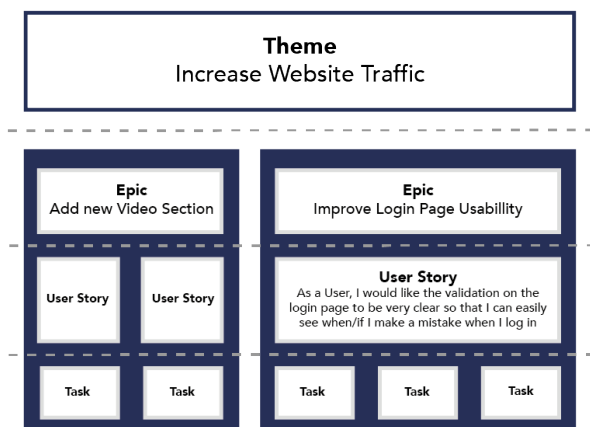 Theme
Increase Website Traffic
Epic
Add new Video Section
Epic
Improve Login Page Usabillity
User Story
User Story
User Story
As a User, I would like the validation on the
login page to be very clear so that I can easily
see when/if I make a mistake when I log in
Task
Task
Task
Task
Task